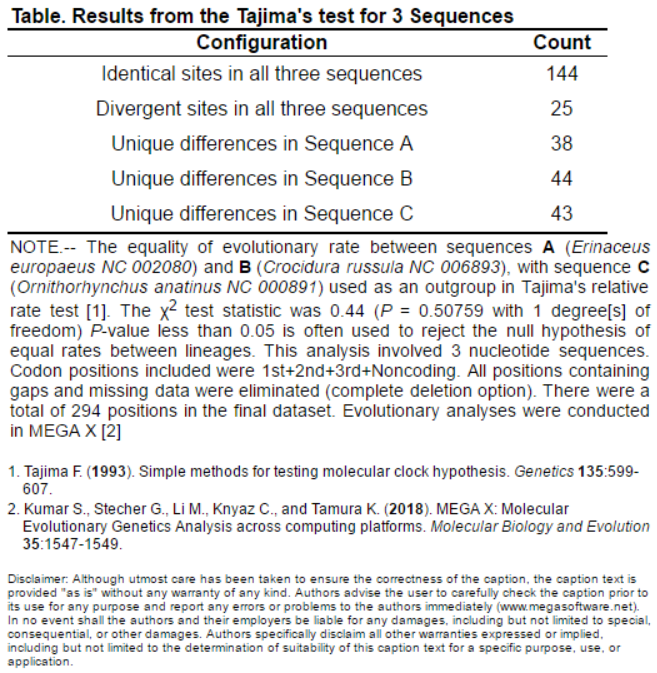 Table. Results from the Tajima's test for 3 Sequences
Configuration Count
Identical sites in all three sequences 144
Divergent sites in all three sequences 25
Unique differences in Sequence A 38
Unique differences in Sequence B 44
Unique differences in Sequence C 43
NOTE.-- The equality of evolutionary rate between sequences A (Erinaceus
europaeus NC 002080) and B (Crocidura russula NC 006893), with sequence C
(Ornithorhynchus anatinus NC 000891) used as an outgroup in Tajima's relative
rate test [1]. The χ2 test statistic was 0.44 (P = 0.50759 with 1 degree[s] of
freedom) P-value less than 0.05 is often used to reject the null hypothesis of
equal rates between lineages. This analysis involved 3 nucleotide sequences.
Codon positions included were 1st+2nd+3rd+Noncoding. All positions containing
gaps and missing data were eliminated (complete deletion option). There were a
total of 294 positions in the final dataset. Evolutionary analyses were conducted
in MEGA X [2]
1. Tajima F. (1993). Simple methods for testing molecular clock hypothesis. Genetics 135:599-
607.
2. Kumar S., Stecher G., Li M., Knyaz C., and Tamura K. (2018). MEGA X: Molecular
Evolutionary Genetics Analysis across computing platforms. Molecular Biology and Evolution
35:1547-1549.
Disclaimer: Although utmost care has been taken to ensure the correctness of the caption, the caption text is
provided "as is" without any warranty of any kind. Authors advise the user to carefully check the caption prior to
its use for any purpose and report any errors or problems to the authors immediately (www.megasoftware.net).
In no event shall the authors and their employers be liable for any damages, including but not limited to special,
consequential, or other damages. Authors specifically disclaim all other warranties expressed or implied,
including but not limited to the determination of suitability of this caption text for a specific purpose, use, or
application.